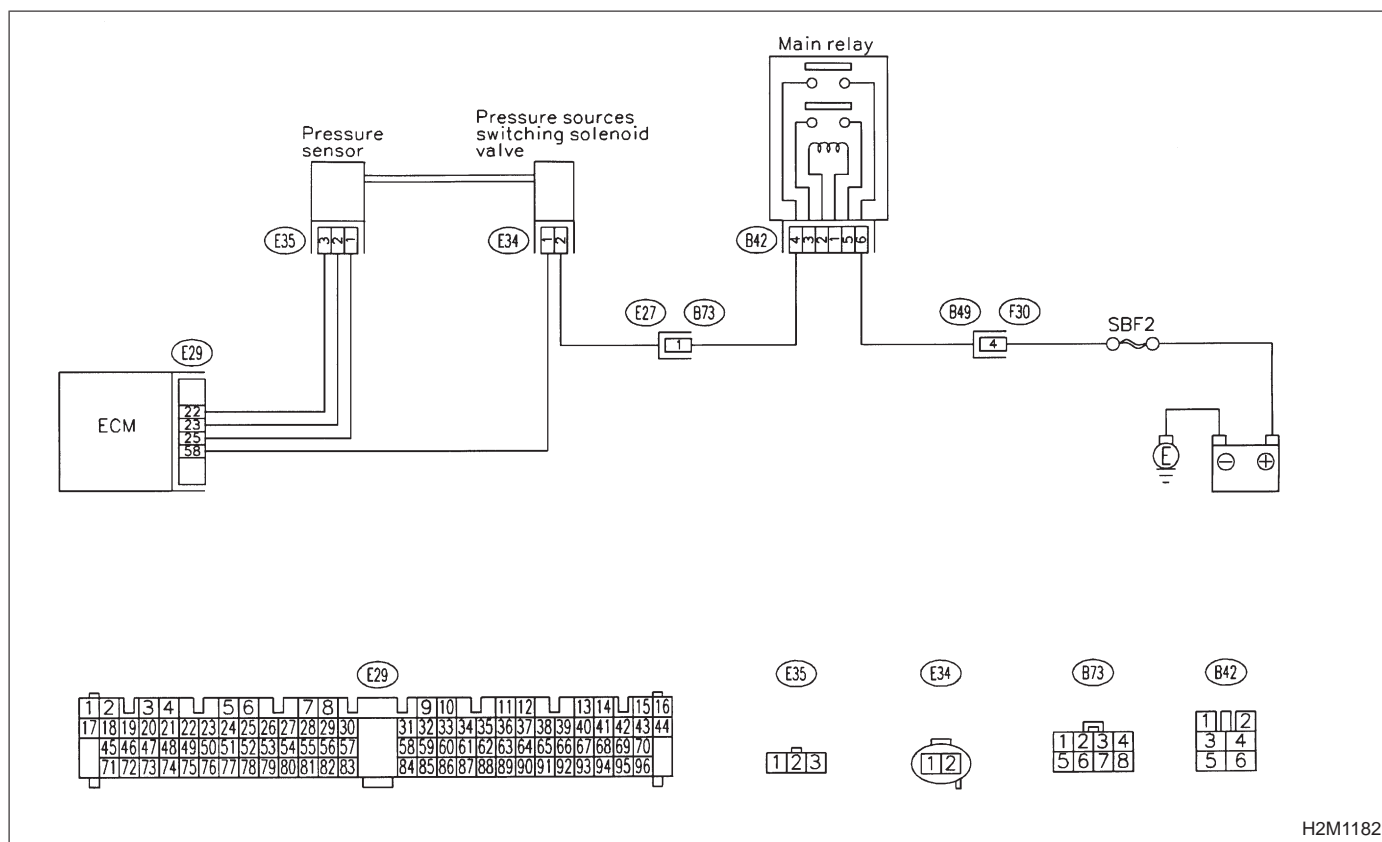 Main relay
Pressure sources
switching solenoid
valve
Pressure
sensor
E35
3 2 1
E34
1 2
B42
4 3 2 1 5 6
E27 B73
1
B49 F30
4
SBF2
E29
ECM
22
23
25
58
E
⊖ ⊕
E29
1 2 3 4 5 6 7 8 9 10 11 12 13 14 15 16
17 18 19 20 21 22 23 24 25 26 27 28 29 30 31 32 33 34 35 36 37 38 39 40 41 42 43 44
45 46 47 48 49 50 51 52 53 54 55 56 57 58 59 60 61 62 63 64 65 66 67 68 69 70
71 72 73 74 75 76 77 78 79 80 81 82 83 84 85 86 87 88 89 90 91 92 93 94 95 96
E35
1 2 3
E34
1 2
B73
1 2 3 4
5 6 7 8
B42
1 2
3 4
5 6
H2M1182